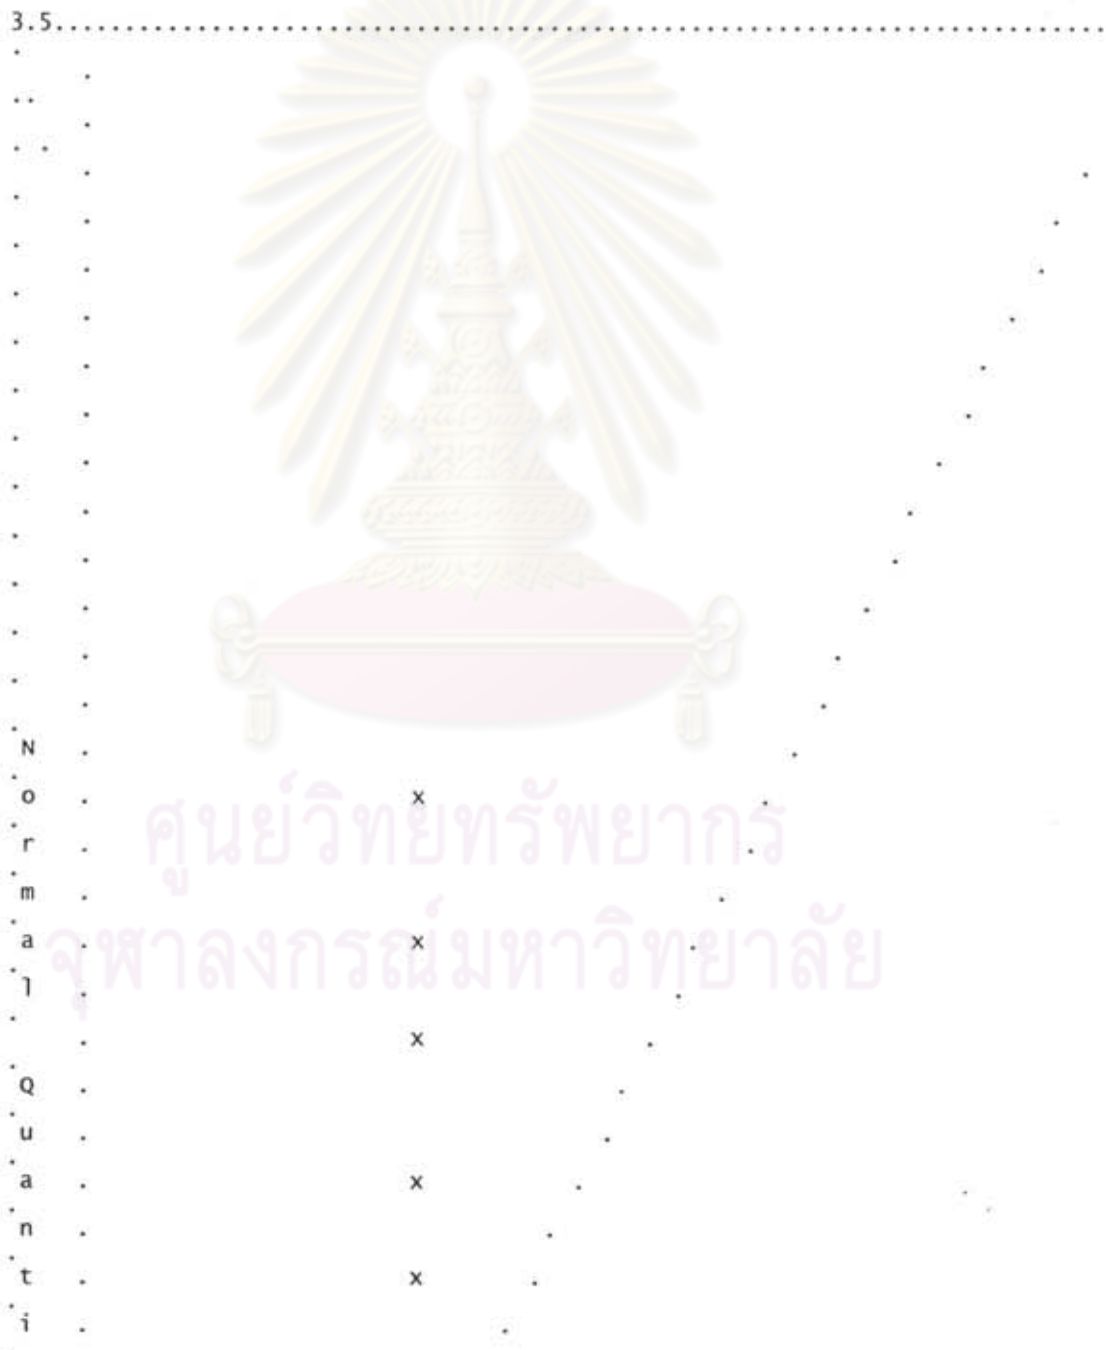 3.5..........................................................................
N
o x
r
m
ศูนย์วิทยทรัพยากร
a x
l
จุฬาลงกรณ์มหาวิทยาลัย
x
Q
u
a x
n
t x
i